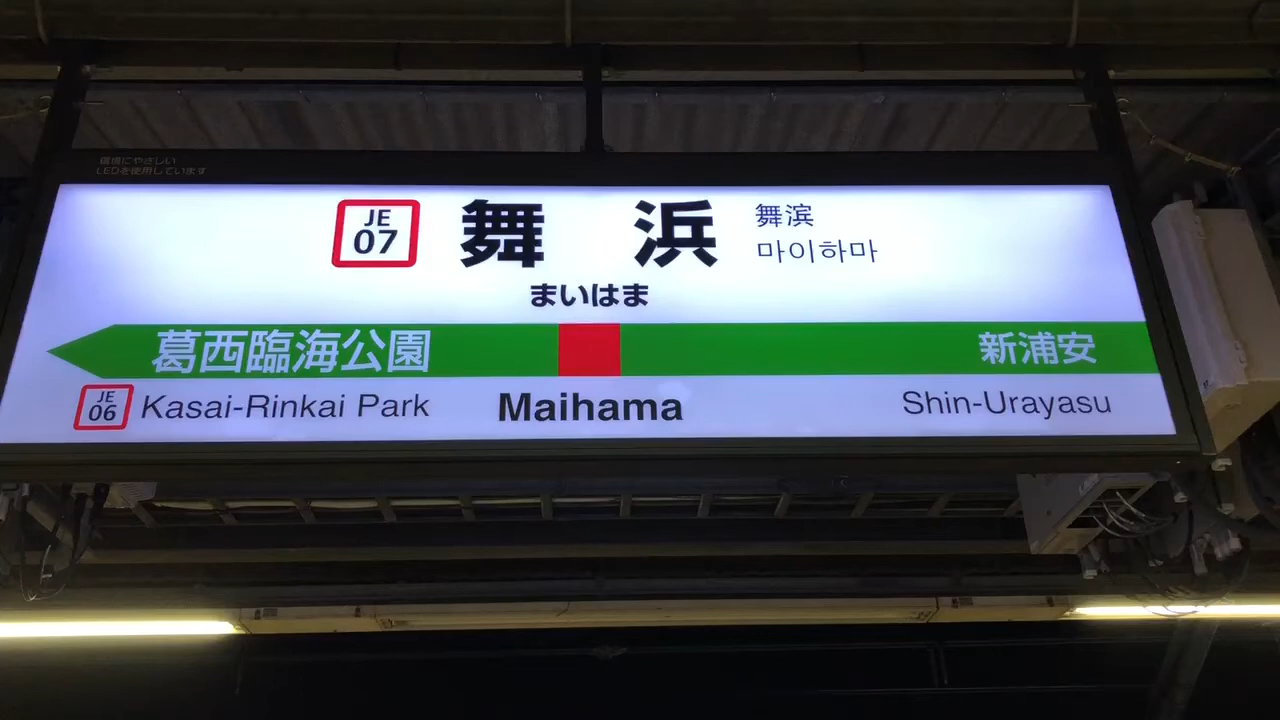 環境にやさしい
LEDを使用しています
JE
07
舞 浜
舞滨
마이하마
まいはま
葛西臨海公園
新浦安
JE
06
Kasai-Rinkai Park
Maihama
Shin-Urayasu